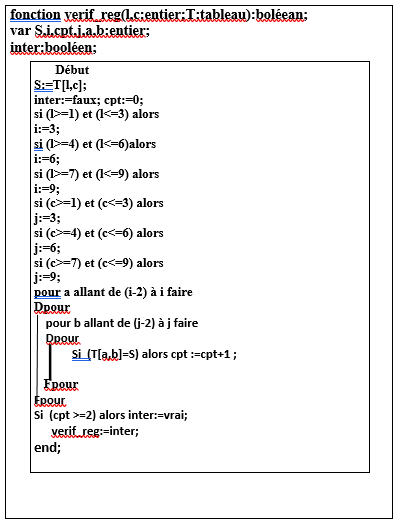 fonction verif_reg(l,c:entier;T:tableau):boléean;
var S,i,cpt,j,a,b:entier;
inter:booléen;
Début
S:=T[l,c];
inter:=faux; cpt:=0;
si (l>=1) et (l<=3) alors
i:=3;
si (l>=4) et (l<=6)alors
i:=6;
si (l>=7) et (l<=9) alors
i:=9;
si (c>=1) et (c<=3) alors
j:=3;
si (c>=4) et (c<=6) alors
j:=6;
si (c>=7) et (c<=9) alors
j:=9;
pour a allant de (i-2) à i faire
Dpour
pour b allant de (j-2) à j faire
Dpour
Si (T[a,b]=S) alors cpt :=cpt+1 ;
Fpour
Fpour
Si (cpt >=2) alors inter:=vrai;
verif_reg:=inter;
end;